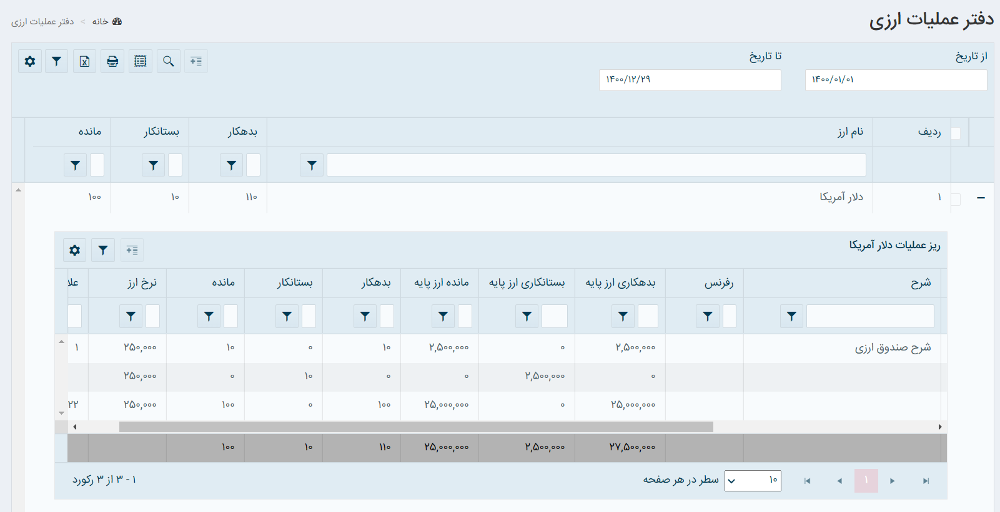 دفتر عملیات ارزی
خانه > دفتر عملیات ارزی
از تاریخ
تا تاریخ
۱۴۰۰/۰۱/۰۱
۱۴۰۰/۱۲/۲۹
ردیف نام ارز بدهکار بستانکار مانده
۱ دلار آمریکا ۱۱۰ ۱۰ ۱۰۰
ریز عملیات دلار آمریکا
شرح رفرنس بدهکاری ارز پایه بستانکاری ارز پایه مانده ارز پایه بدهکار بستانکار مانده نرخ ارز علا
شرح صندوق ارزی ۲,۵۰۰,۰۰۰ ۰ ۲,۵۰۰,۰۰۰ ۱۰ ۰ ۱۰ ۲۵۰,۰۰۰ ۱
۰ ۲,۵۰۰,۰۰۰ ۰ ۰ ۱۰ ۰ ۲۵۰,۰۰۰
۲۵,۰۰۰,۰۰۰ ۰ ۲۵,۰۰۰,۰۰۰ ۱۰۰ ۰ ۱۰۰ ۲۵۰,۰۰۰ ۲۲
۲۷,۵۰۰,۰۰۰ ۲,۵۰۰,۰۰۰ ۲۵,۰۰۰,۰۰۰ ۱۱۰ ۱۰ ۱۰۰
۱ ۱۰ سطر در هر صفحه ۱ - ۳ از ۳ رکورد